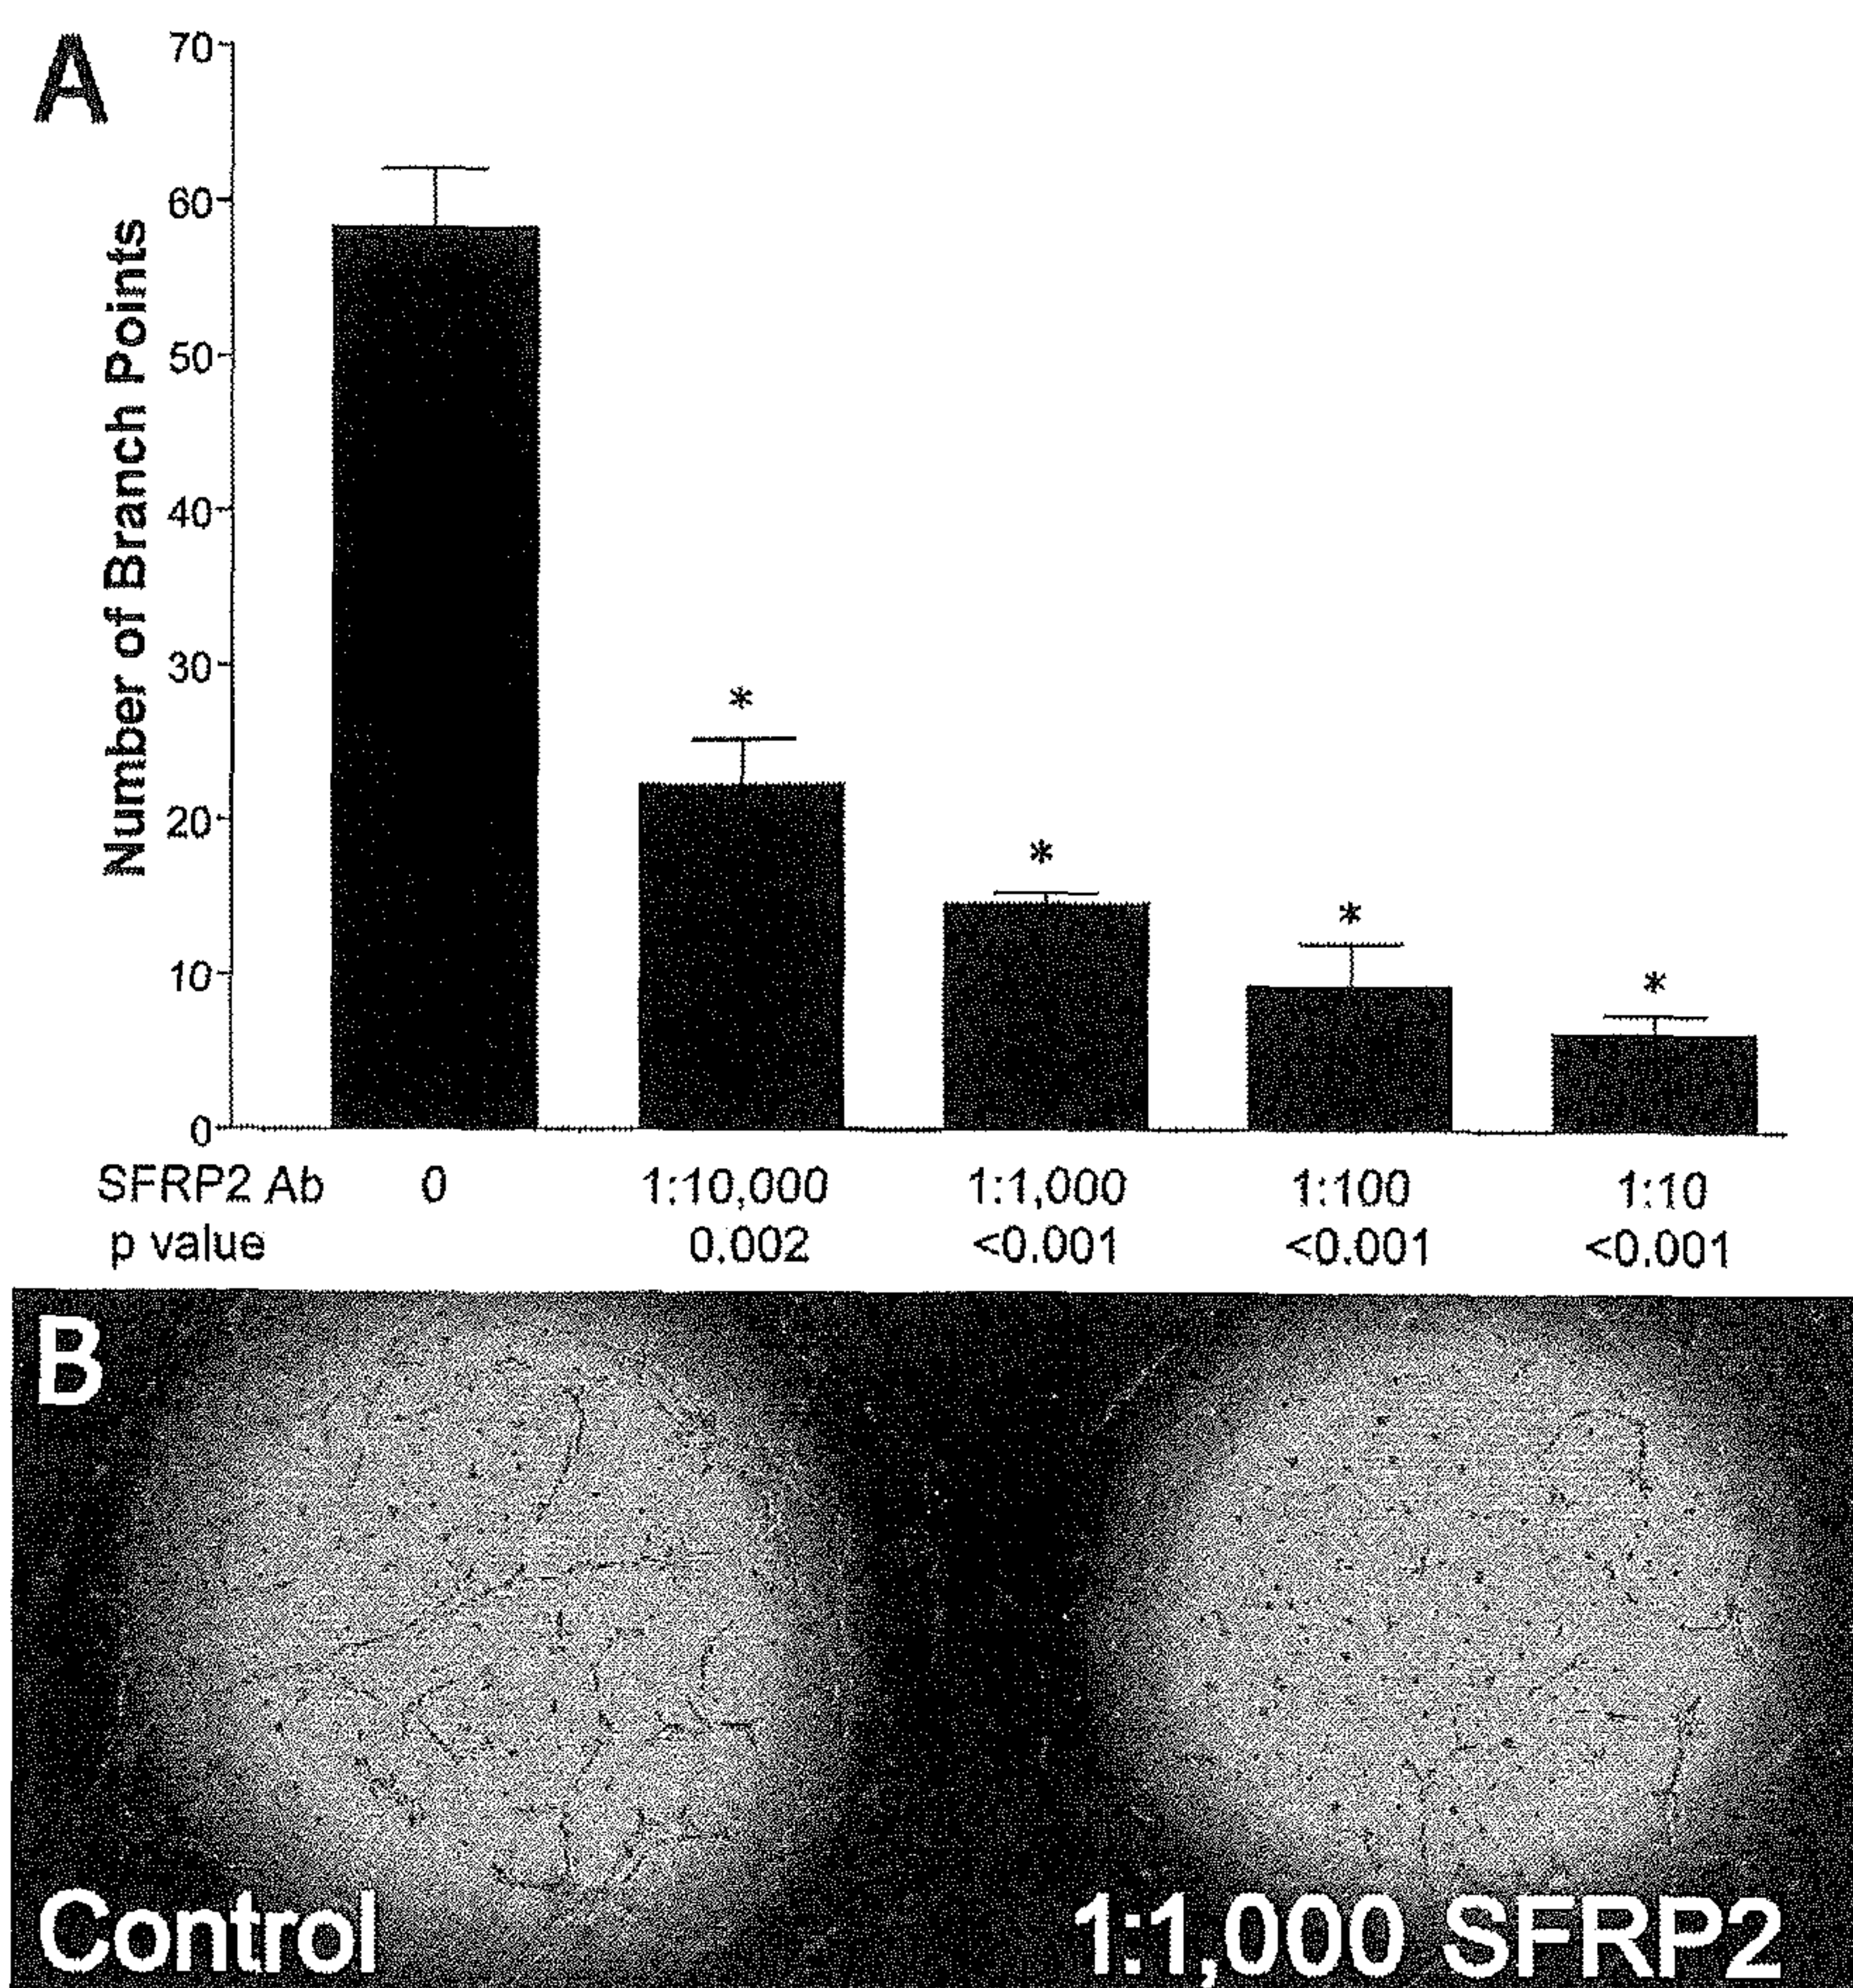 A
70
60
50
40
30
20
10
0
Number of Branch Points
*
*
*
*
SFRP2 Ab 0 1:10,000 1:1,000 1:100 1:10
p value 0.002 <0.001 <0.001 <0.001
B
Control 1:1,000 SFRP2